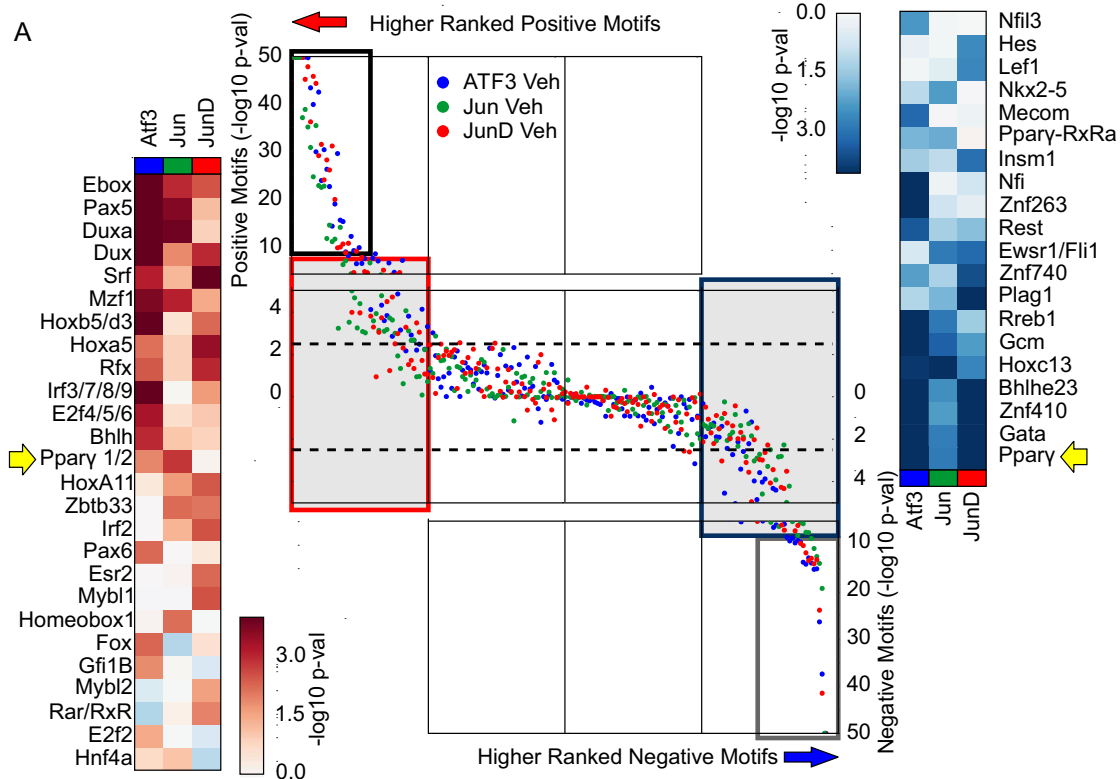 A
Higher Ranked Positive Motifs
Atf3
Jun
JunD
Ebox
Pax5
Duxa
Dux
Srf
Mzf1
Hoxb5/d3
Hoxa5
Rfx
Irf3/7/8/9
E2f4/5/6
Bhlh
Pparγ 1/2
HoxA11
Zbtb33
Irf2
Pax6
Esr2
Mybl1
Homeobox1
Fox
Gfi1B
Mybl2
Rar/RxR
E2f2
Hnf4a
3.0
1.5
0.0
-log10 p-val
Positive Motifs (-log10 p-val)
50
40
30
20
10
4
2
0
ATF3 Veh
Jun Veh
JunD Veh
0
2
4
10
20
30
40
50
Negative Motifs (-log10 p-val)
Higher Ranked Negative Motifs
-log10 p-val
0.0
1.5
3.0
Nfil3
Hes
Lef1
Nkx2-5
Mecom
Pparγ-RxRa
Insm1
Nfi
Znf263
Rest
Ewsr1/Fli1
Znf740
Plag1
Rreb1
Gcm
Hoxc13
Bhlhe23
Znf410
Gata
Pparγ
Atf3
Jun
JunD